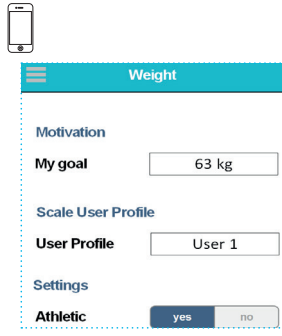 Weight
Motivation
My goal 63 kg
Scale User Profile
User Profile User 1
Settings
Athletic yes no